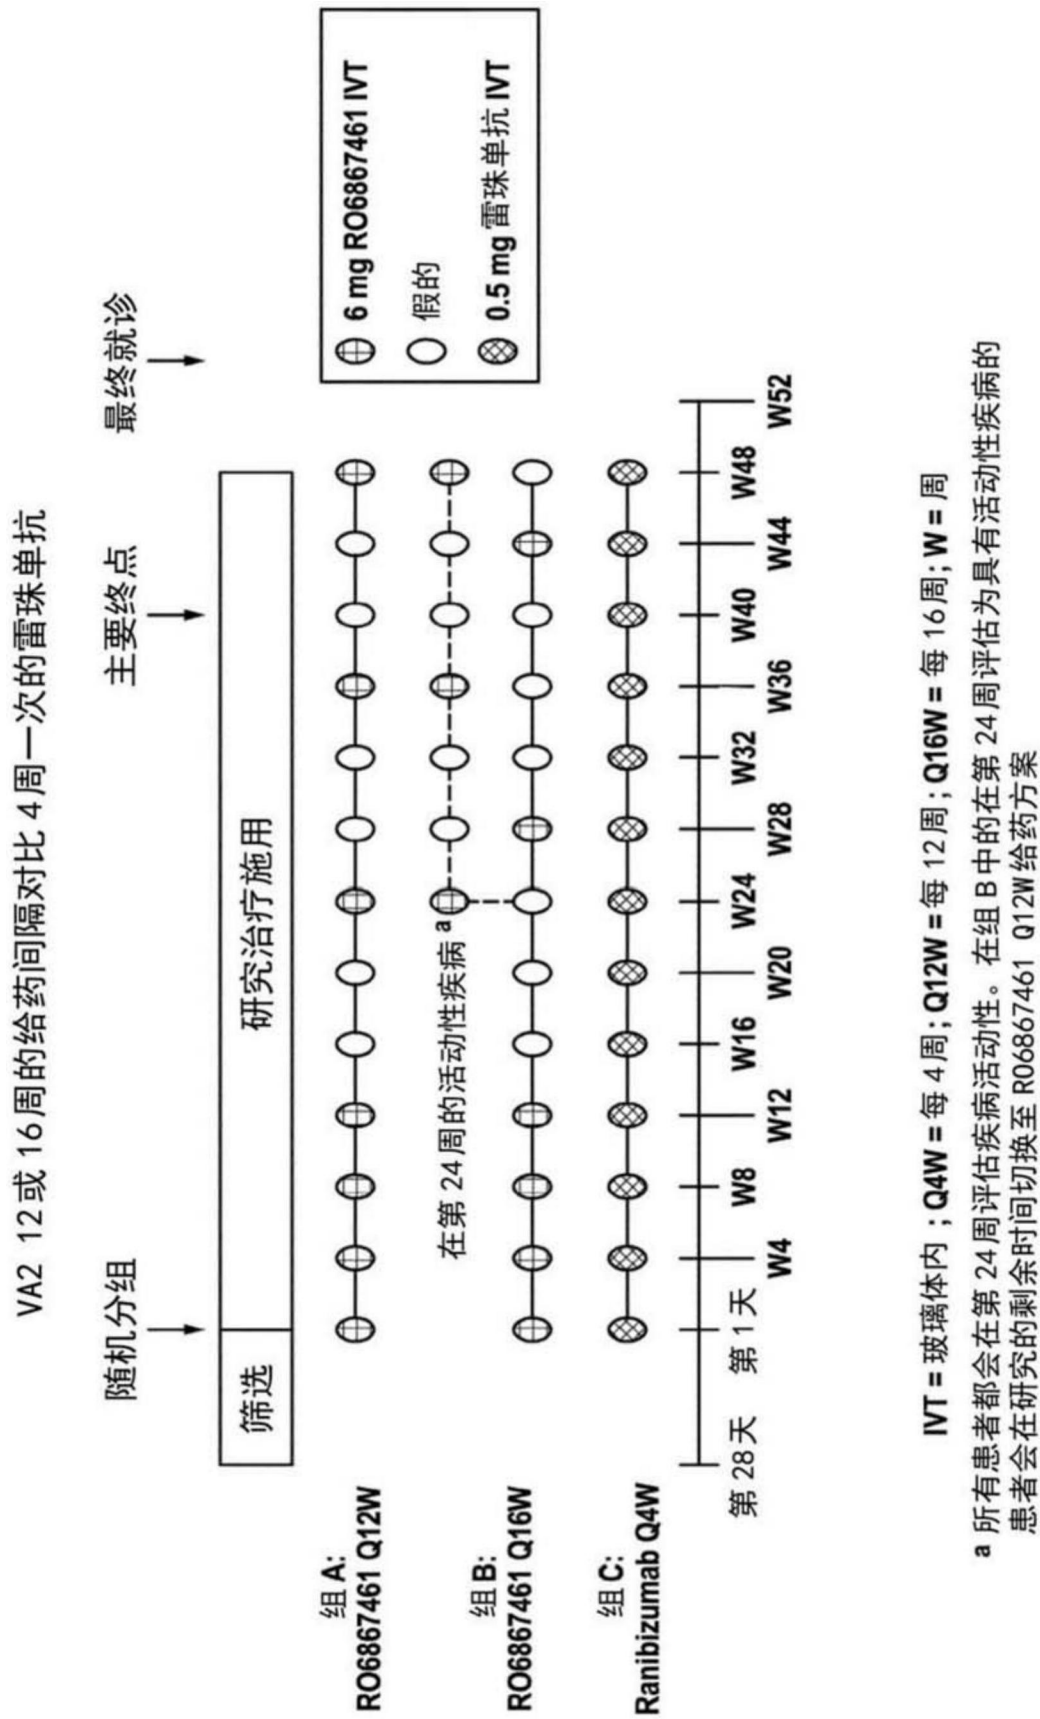 VA2 12或16周的给药间隔对比4周一次的雷珠单抗
随机分组
主要终点
最终就诊
筛选
研究治疗施用
组A:
RO6867461 Q12W
在第24周的活动性疾病 a
组B:
RO6867461 Q16W
组C:
Ranibizumab Q4W
6 mg RO6867461 IVT
假的
0.5 mg 雷珠单抗 IVT
第28天
第1天
W4
W8
W12
W16
W20
W24
W28
W32
W36
W40
W44
W48
W52
IVT = 玻璃体内 ; Q4W = 每4周; Q12W = 每12周; Q16W = 每16周; W = 周
a 所有患者都会在第24周评估疾病活动性。在组B中的在第24周评估为具有活动性疾病的
患者会在研究的剩余时间切换至 RO6867461 Q12W给药方案